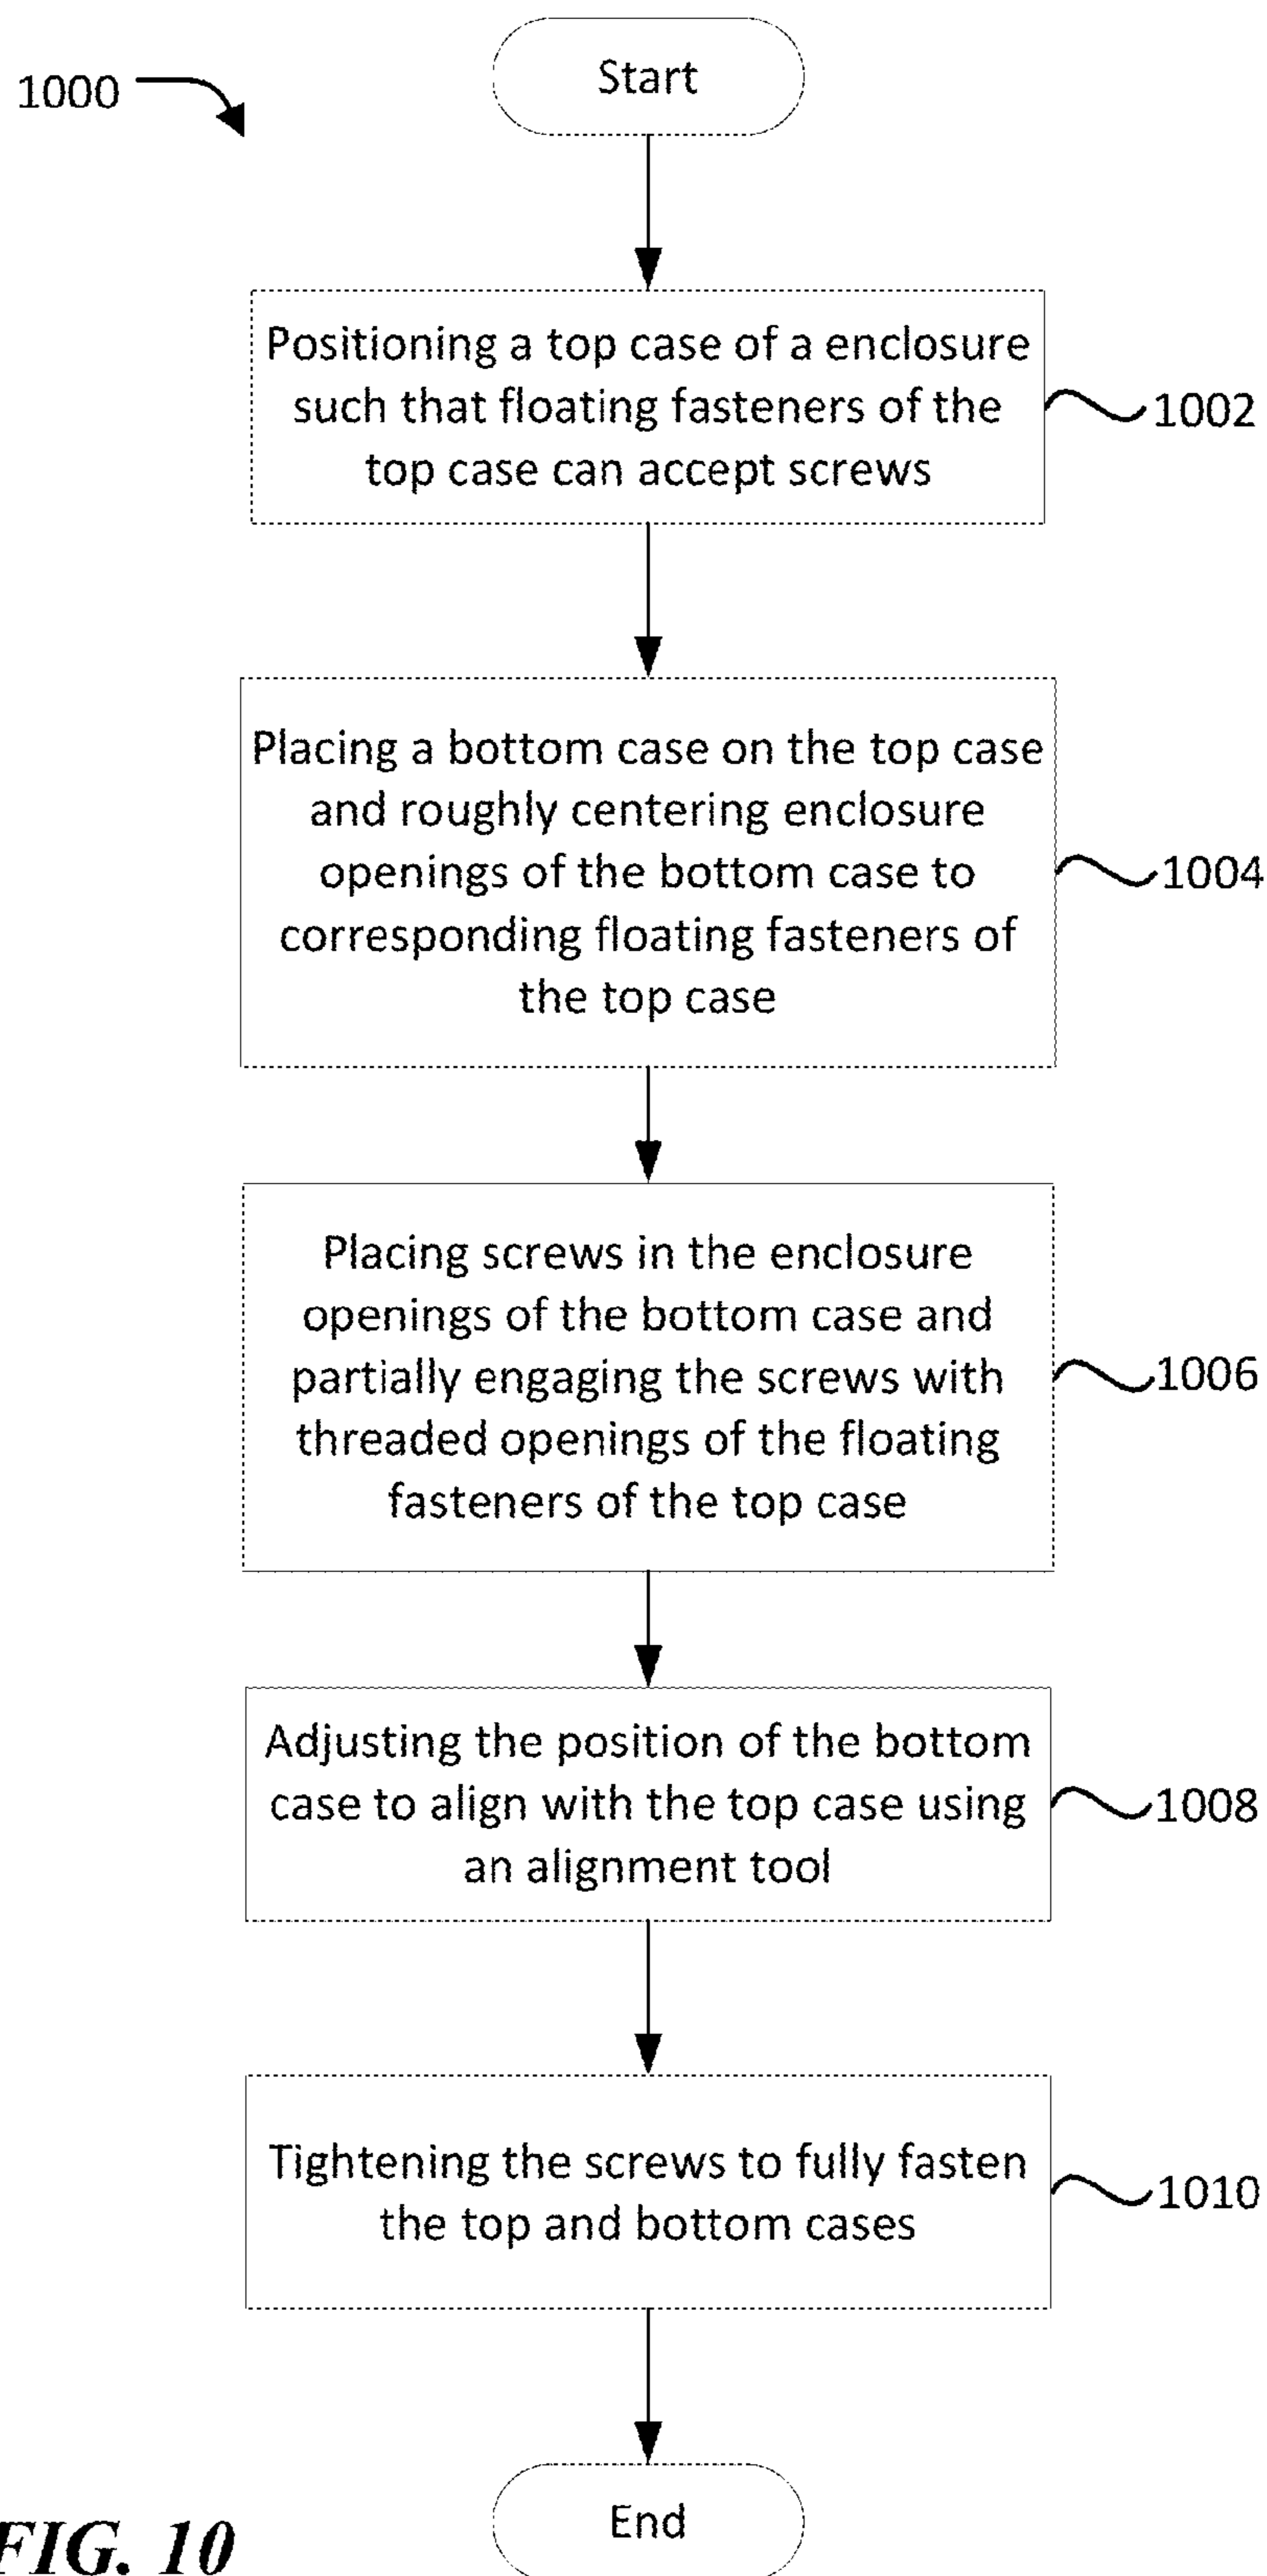 1000
Start
Positioning a top case of a enclosure
such that floating fasteners of the
top case can accept screws
1002
Placing a bottom case on the top case
and roughly centering enclosure
openings of the bottom case to
corresponding floating fasteners of
the top case
1004
Placing screws in the enclosure
openings of the bottom case and
partially engaging the screws with
threaded openings of the floating
fasteners of the top case
1006
Adjusting the position of the bottom
case to align with the top case using
an alignment tool
1008
Tightening the screws to fully fasten
the top and bottom cases
1010
End
FIG. 10